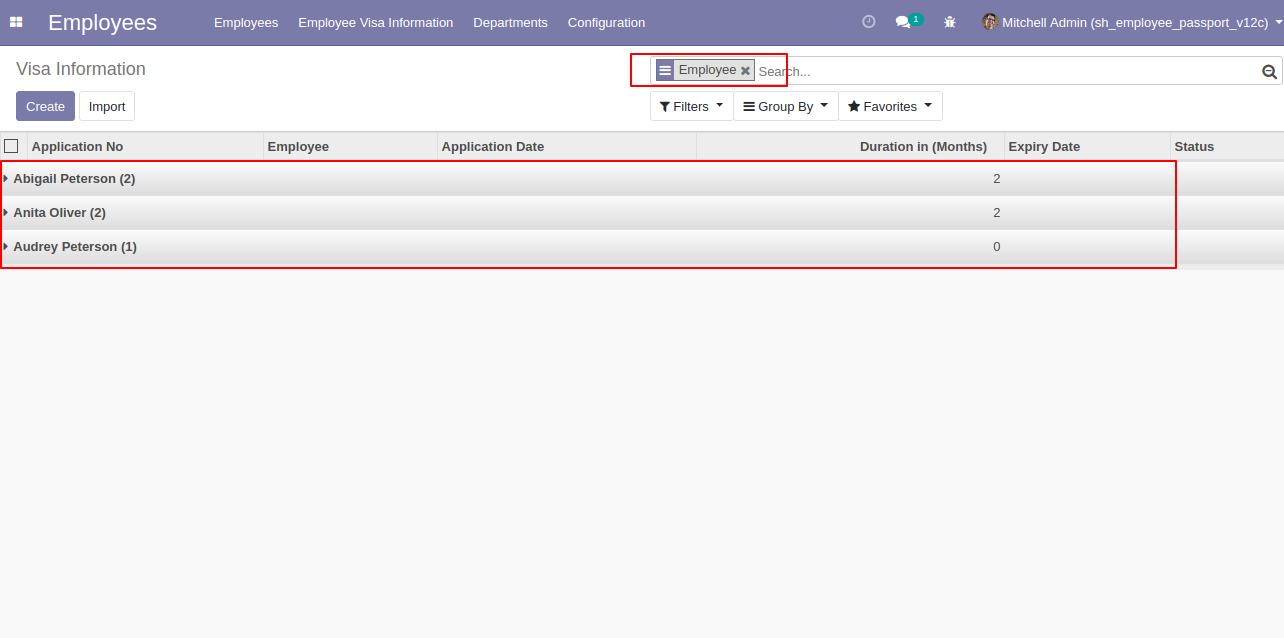 Employees Employees Employee Visa Information Departments Configuration 1 Mitchell Admin (sh_employee_passport_v12c)
Visa Information
Employee Search...
Create Import Filters Group By Favorites
Application No Employee Application Date Duration in (Months) Expiry Date Status
Abigail Peterson (2) 2
Anita Oliver (2) 2
Audrey Peterson (1) 0